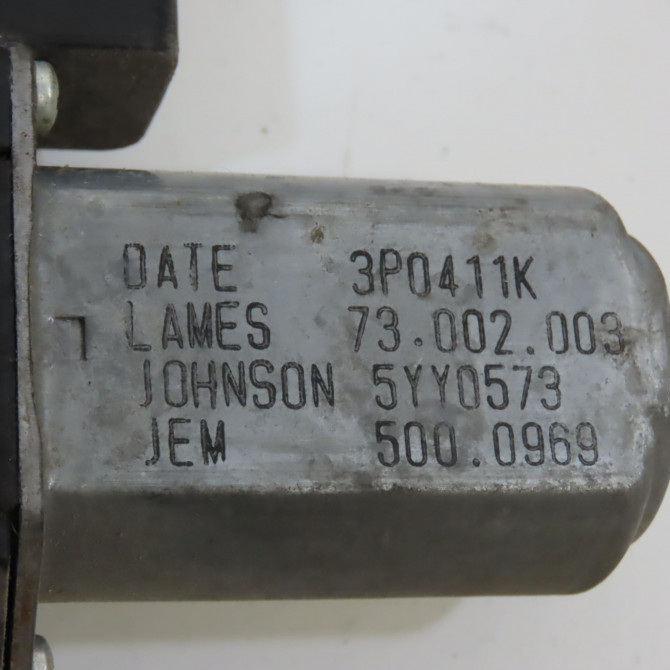 DATE 3P0411K
LAMES 73.002.003
JOHNSON 5YY0573
JEM 500.0969